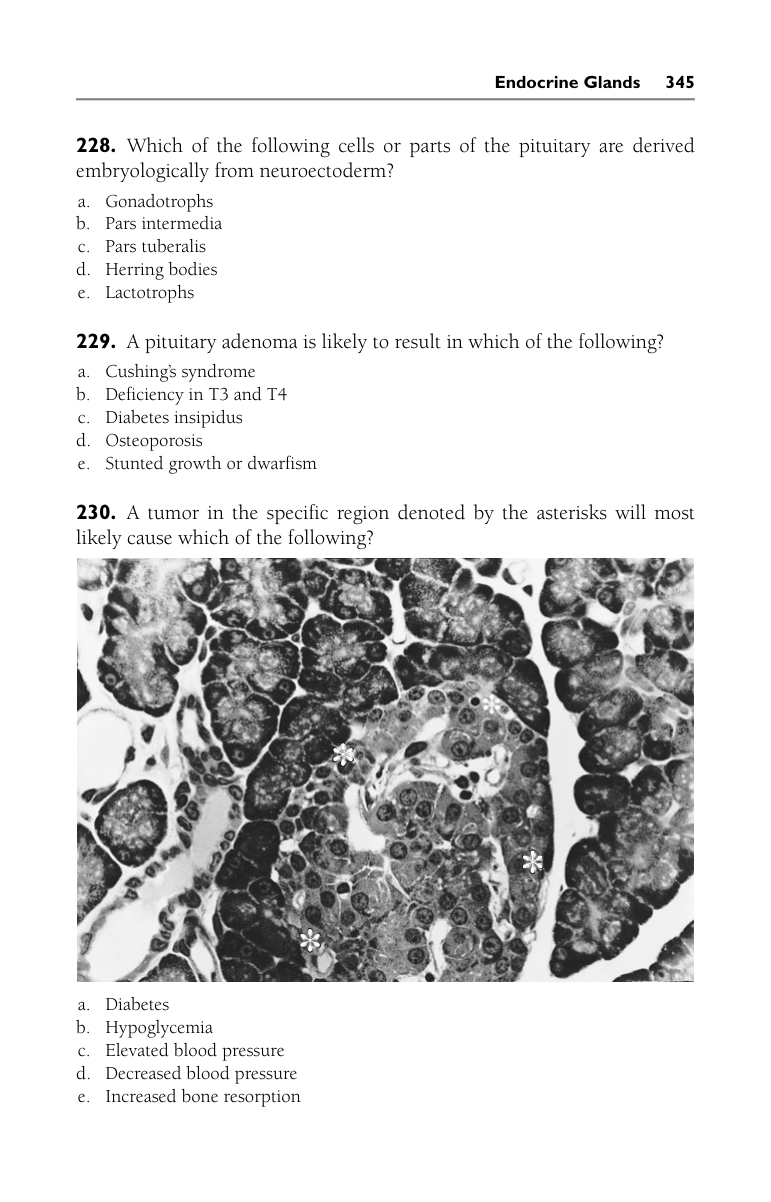 Endocrine Glands 345
228. Which of the following cells or parts of the pituitary are derived
embryologically from neuroectoderm?
a. Gonadotrophs
b. Pars intermedia
c. Pars tuberalis
d. Herring bodies
e. Lactotrophs
229. A pituitary adenoma is likely to result in which of the following?
a. Cushing's syndrome
b. Deficiency in T3 and T4
c. Diabetes insipidus
d. Osteoporosis
e. Stunted growth or dwarfism
230. A tumor in the specific region denoted by the asterisks will most
likely cause which of the following?
a. Diabetes
b. Hypoglycemia
c. Elevated blood pressure
d. Decreased blood pressure
e. Increased bone resorption